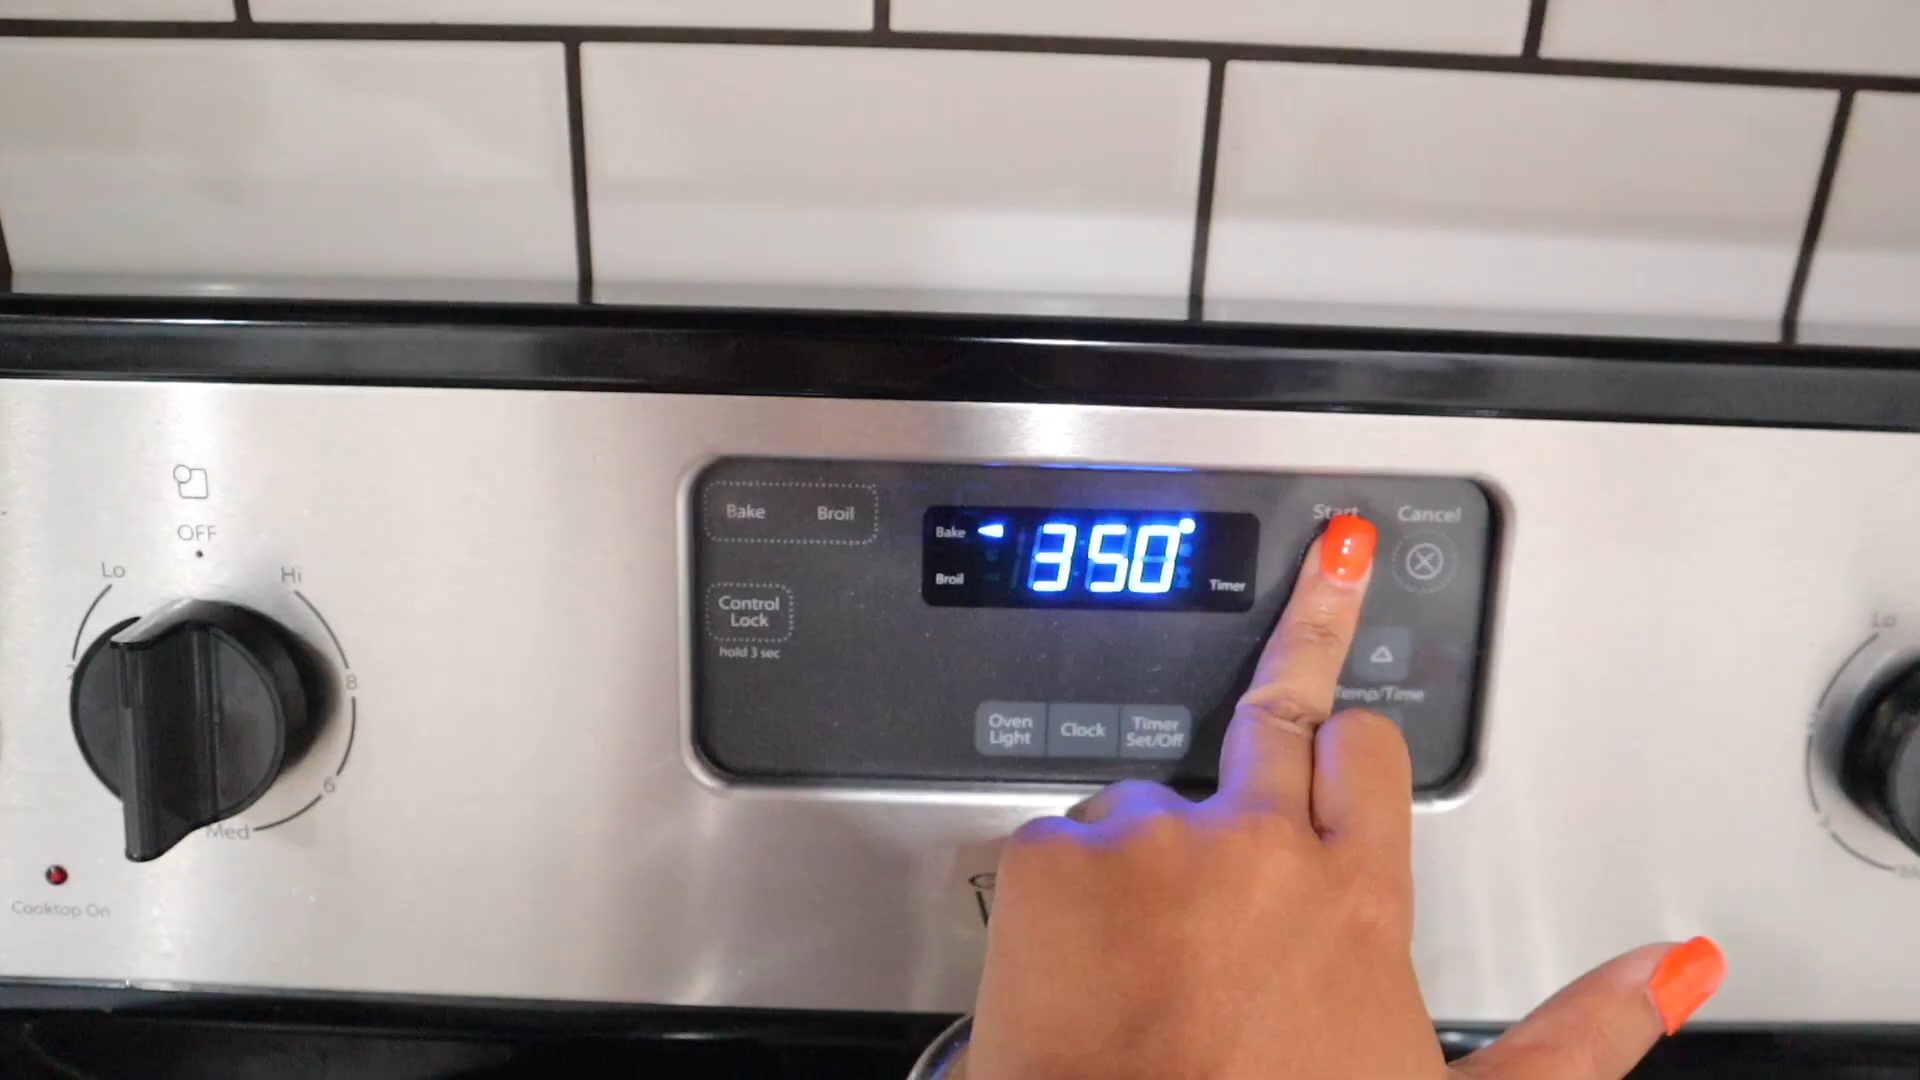 OFF
Lo
Hi
8
6
Med
Cooktop On
Bake Broil
Control
Lock
hold 3 sec
Bake
350°
Broil
Timer
Start
Cancel
Temp/Time
Oven
Light
Clock
Timer
Set/Off
Lo